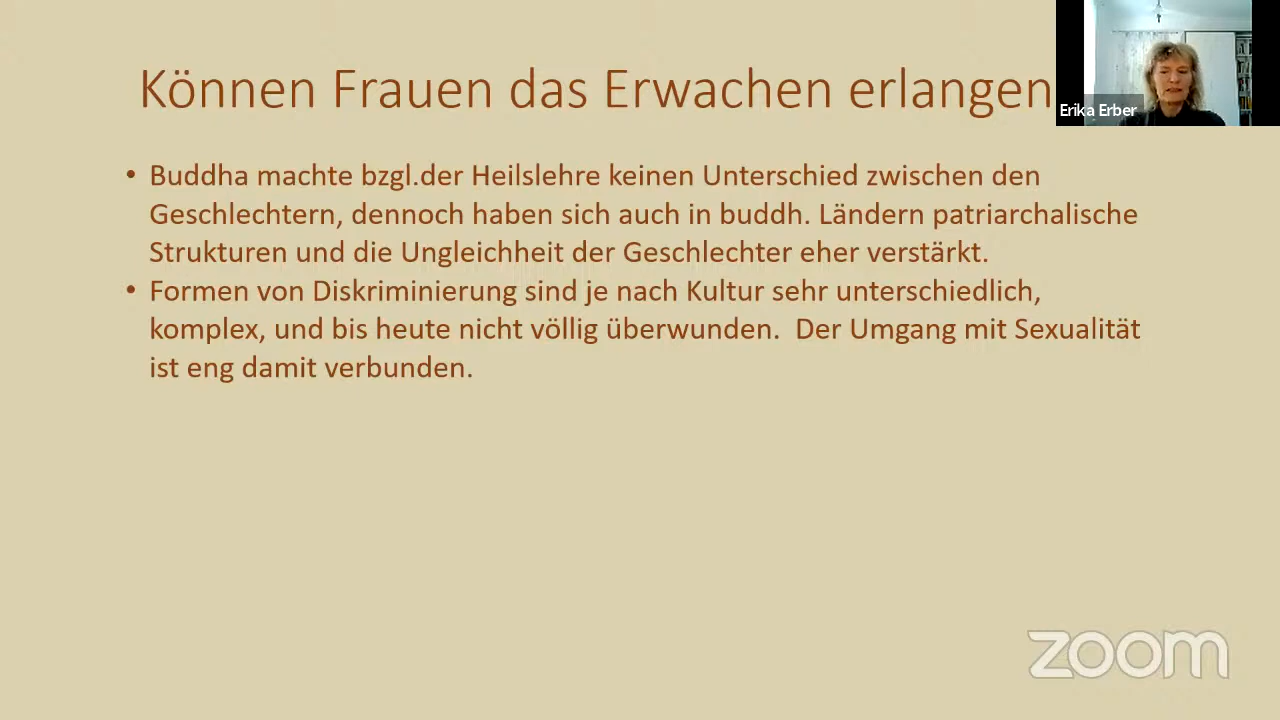 Können Frauen das Erwachen erlangen
Erika Erber
• Buddha machte bzgl.der Heilslehre keinen Unterschied zwischen den
Geschlechtern, dennoch haben sich auch in buddh. Ländern patriarchalische
Strukturen und die Ungleichheit der Geschlechter eher verstärkt.
• Formen von Diskriminierung sind je nach Kultur sehr unterschiedlich,
komplex, und bis heute nicht völlig überwunden.  Der Umgang mit Sexualität
ist eng damit verbunden.
zoom